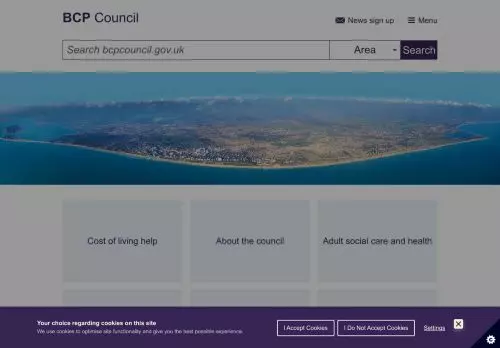 BCP Council
News sign up
Menu
Search bcpcouncil.gov.uk
Area
Search
Cost of living help
About the council
Adult social care and health
Your choice regarding cookies on this site
We use cookies to optimise site functionality and give you the best possible experience.
I Accept Cookies
I Do Not Accept Cookies
Settings